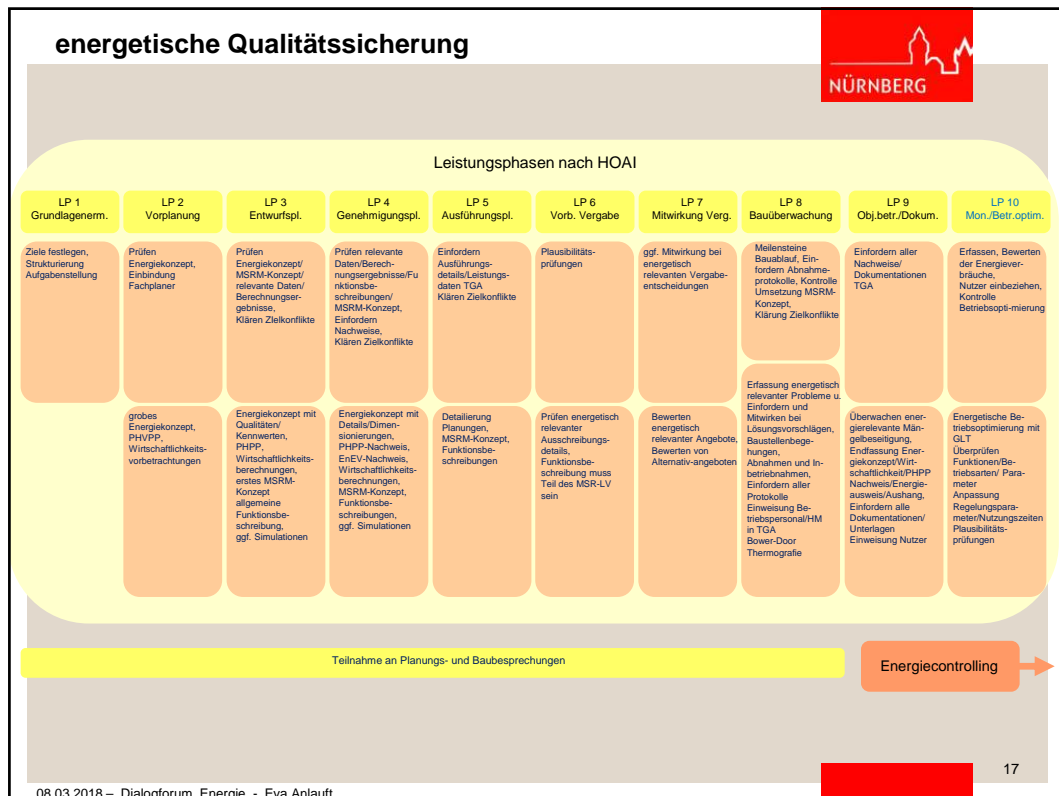 energetische Qualitätssicherung
NÜRNBERG
Leistungsphasen nach HOAI
LP 1
Grundlagenerm.
LP 2
Vorplanung
LP 3
Entwurfspl.
LP 4
Genehmigungspl.
LP 5
Ausführungspl.
LP 6
Vorb. Vergabe
LP 7
Mitwirkung Verg.
LP 8
Bauüberwachung
LP 9
Obj.betr./Dokum.
LP 10
Mon./Betr.optim.
Ziele festlegen,
Strukturierung
Aufgabenstellung
Prüfen
Energiekonzept,
Einbindung
Fachplaner
Prüfen
Energiekonzept/
MSRM-Konzept/
relevante Daten/
Berechnungser-
gebnisse,
Klären ZIelkonflikte
Prüfen relevante
Daten/Berech-
nungsergebnisse/Fu
nktionsbe-
schreibungen/
MSRM-Konzept,
Einfordern
Nachweise,
Klären Zielkonflikte
Einfordern
Ausführungs-
details/Leistungs-
daten TGA
Klären Zielkonflikte
Plausibilitäts-
prüfungen
ggf. Mitwirkung bei
energetisch
relevanten Vergabe-
entscheidungen
Meilensteine
Bauablauf, Ein-
fordern Abnahme-
protokolle, Kontrolle
Umsetzung MSRM-
Konzept,
Klärung Zielkonflikte
Einfordern aller
Nachweise/
Dokumentationen
TGA
Erfassen, Bewerten
der Energiever-
bräuche,
Nutzer einbeziehen,
Kontrolle
Betriebsopti-mierung
grobes
Energiekonzept,
PHVPP,
Wirtschaftlichkeits-
vorbetrachtungen
Energiekonzept mit
Qualitäten/
Kennwerten,
PHPP,
Wirtschaftlichkeits-
berechnungen,
erstes MSRM-
Konzept
allgemeine
Funktionsbe-
schreibung,
ggf. Simulationen
Energiekonzept mit
Details/Dimen-
sionierungen,
PHPP-Nachweis,
EnEV-Nachweis,
Wirtschaftlichkeits-
berechnungen,
MSRM-Konzept,
Funktionsbe-
schreibungen,
ggf. Simulationen
Detailierung
Planungen,
MSRM-Konzept,
Funktionsbe-
schreibungen
Prüfen energetisch
relevanter
Ausschreibungs-
details,
Funktionsbe-
schreibung muss
Teil des MSR-LV
sein
Bewerten
energetisch
relevanter Angebote,
Bewerten von
Alternativ-angeboten
Erfassung energetisch
relevanter Probleme u.
Einfordern und
Mitwirken bei
Lösungsvorschlägen,
Baustellenbege-
hungen,
Abnahmen und In-
betriebnahmen,
Einfordern aller
Protokolle
Einweisung Be-
triebspersonal/HM
in TGA
Bower-Door
Thermografie
Überwachen ener-
gierelevante Män-
gelbeseitigung,
Endfassung Ener-
giekonzept/Wirt-
schaftlichkeit/PHPP
Nachweis/Energie-
ausweis/Aushang,
Einfordern alle
Dokumentationen/
Unterlagen
Einweisung Nutzer
Energetische Be-
triebsoptimierung mit
GLT
Überprüfen
Funktionen/Be-
triebsarten/ Para-
meter
Anpassung
Regelungspara-
meter/Nutzungszeiten
Plausibilitäts-
prüfungen
Teilnahme an Planungs- und Baubesprechungen
Energiecontrolling
17
08.03.2018 – Dialogforum Energie - Eva Anlauft